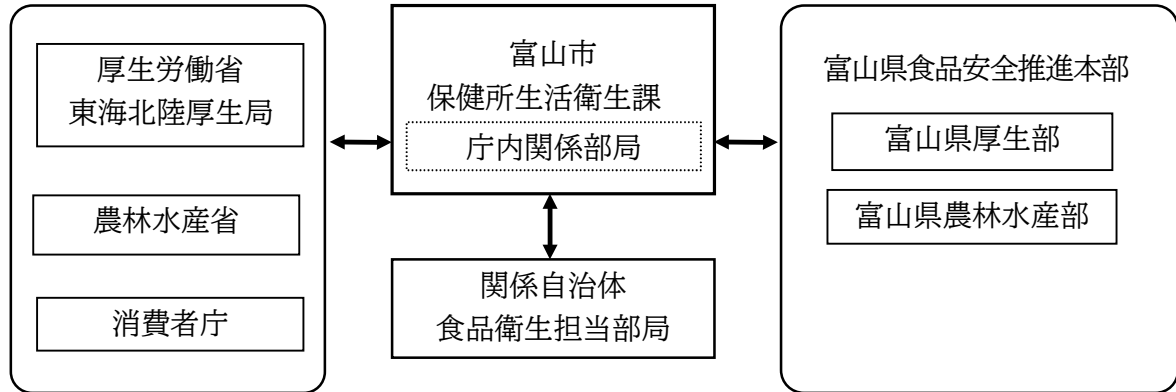 厚生労働省
東海北陸厚生局
農林水産省
消費者庁
富山市
保健所生活衛生課
庁内関係部局
関係自治体
食品衛生担当部局
富山県食品安全推進本部
富山県厚生部
富山県農林水産部